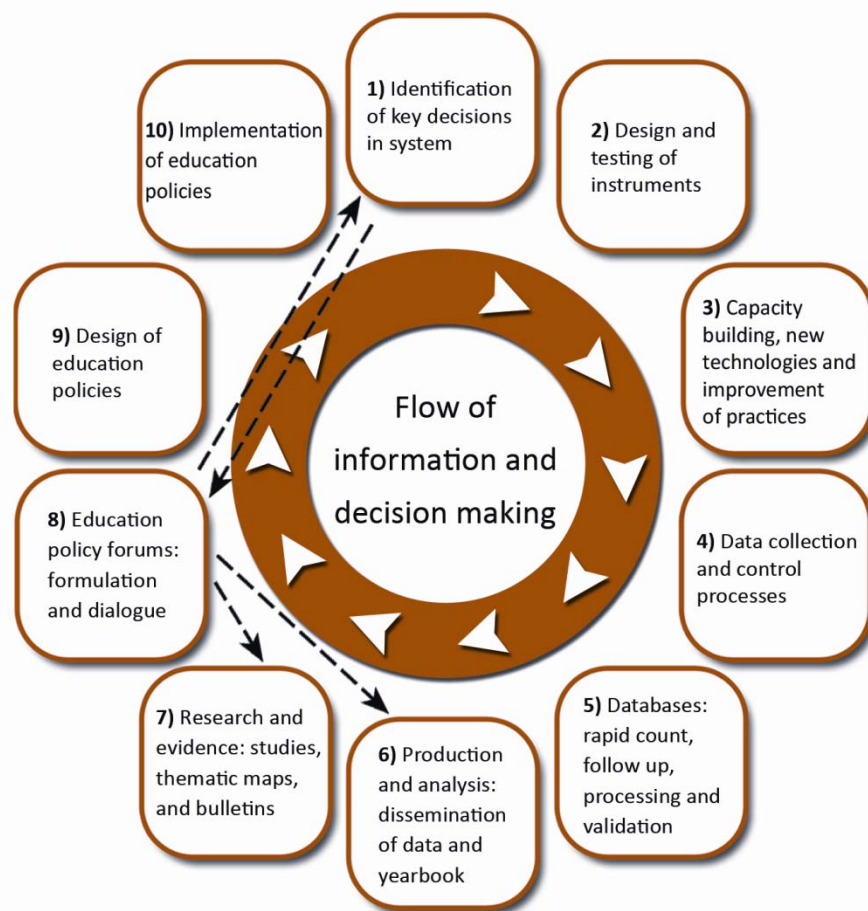 1) Identification
of key decisions
in system
2) Design and
testing of
instruments
3) Capacity
building, new
technologies and
improvement
of practices
4) Data collection
and control
processes
5) Databases:
rapid count,
follow up,
processing and
validation
6) Production
and analysis:
dissemination
of data and
yearbook
7) Research and
evidence: studies,
thematic maps,
and bulletins
8) Education
policy forums:
formulation
and dialogue
9) Design of
education
policies
10) Implementation
of education
policies
Flow of
information and
decision making